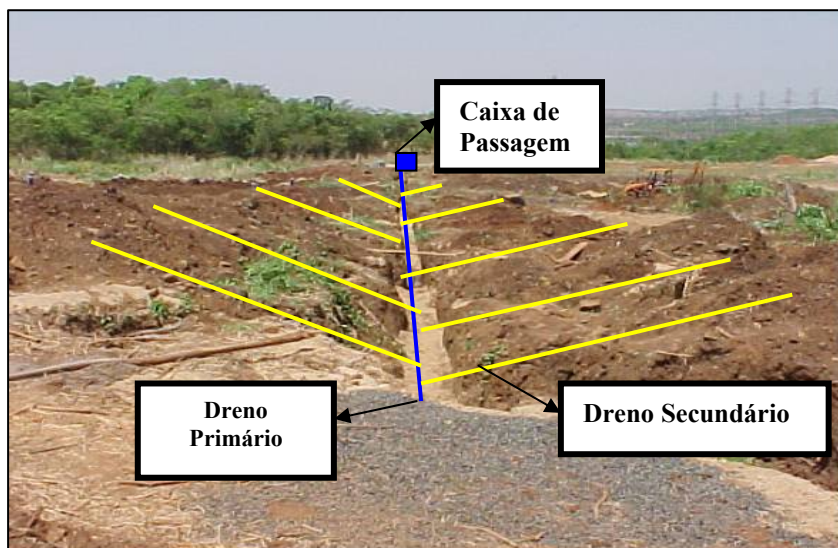 Caixa de
Passagem
Dreno
Primário
Dreno Secundário